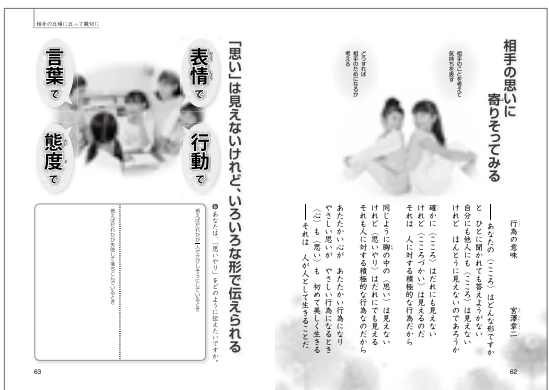 相手の思いに
寄りそってみる
相手のことを考えて
気持ちを表す
どうすれば
相手のためになるか
考える
行為の意味
宮澤章二
――あなたの〈こころ〉はどんな形ですか
と ひとに聞かれても答えようがない
自分にも他人にも〈こころ〉は見えない
けれど ほんとうに見えないのであろうか
確かに〈こころ〉はだれにも見えない
けれど〈こころづかい〉は見えるのだ
それは 人に対する積極的な行為だから
同じように胸の中の〈思い〉は見えない
けれど〈思いやり〉はだれにでも見える
それも人に対する積極的な行為なのだから
あたたかい心が あたたかい行為になり
やさしい思いが やさしい行為になるとき
〈心〉も〈思い〉も 初めて美しく生きる
――それは 人が人として生きることだ
62
相手の立場に立って親切に
「思い」は見えないけれど、いろいろな形で伝えられる
表情で
行動で
言葉で
態度で
あなたは、「思いやり」をどのように伝えたいですか。
63